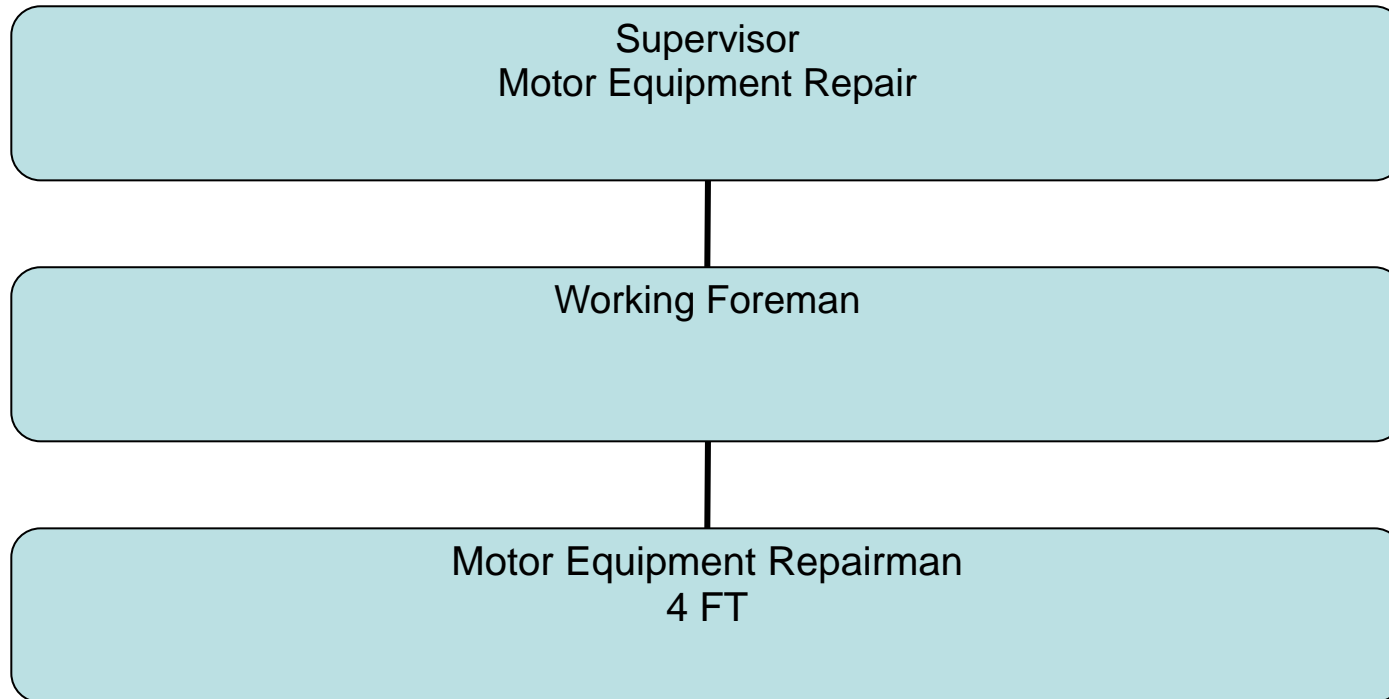 Supervisor
Motor Equipment Repair
Working Foreman
Motor Equipment Repairman
4 FT